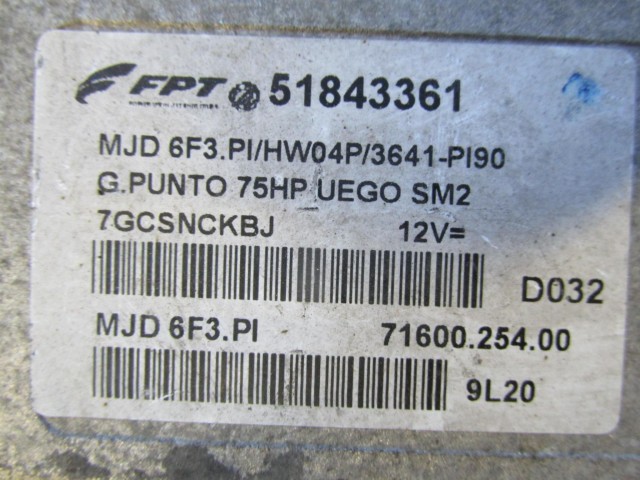 FPT 51843361
MJD 6F3.PI/HW04P/3641-PI90
G.PUNTO 75HP UEGO SM2
7GCSNCKBJ 12V=
D032
MJD 6F3.PI 71600.254.00
9L20